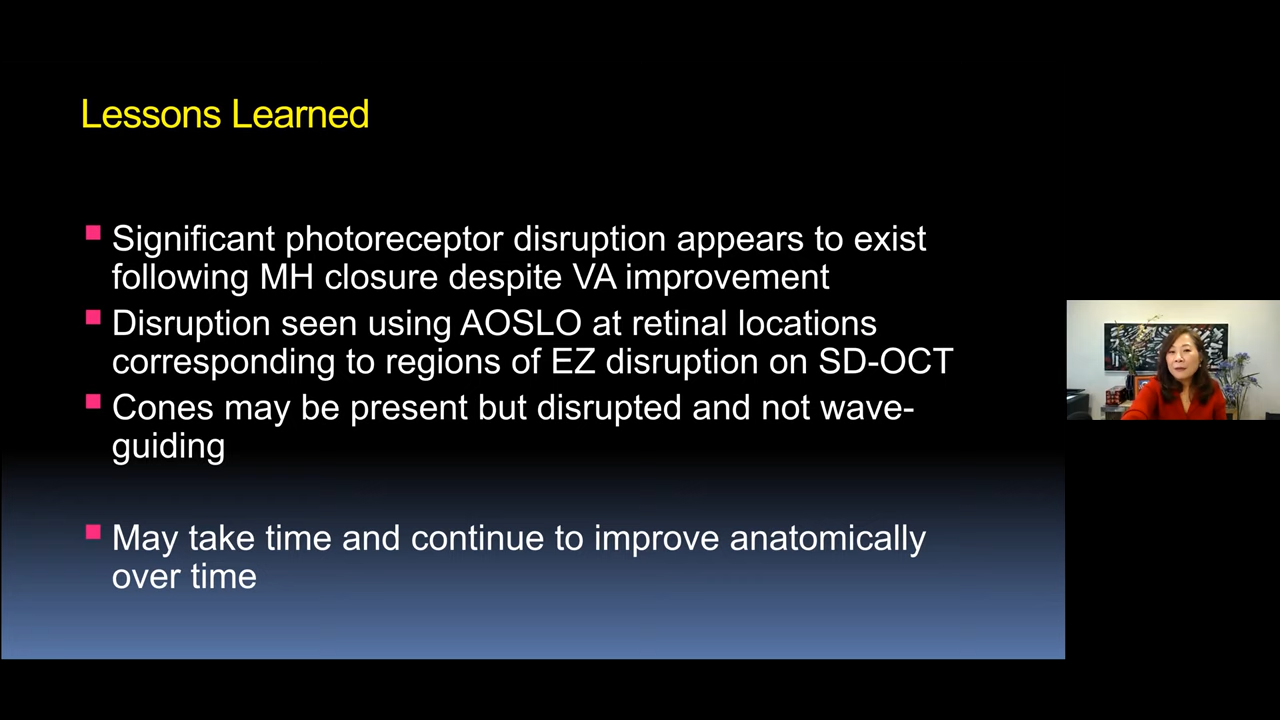 Lessons Learned
Significant photoreceptor disruption appears to exist
following MH closure despite VA improvement
Disruption seen using AOSLO at retinal locations
corresponding to regions of EZ disruption on SD-OCT
Cones may be present but disrupted and not wave-
guiding
May take time and continue to improve anatomically
over time